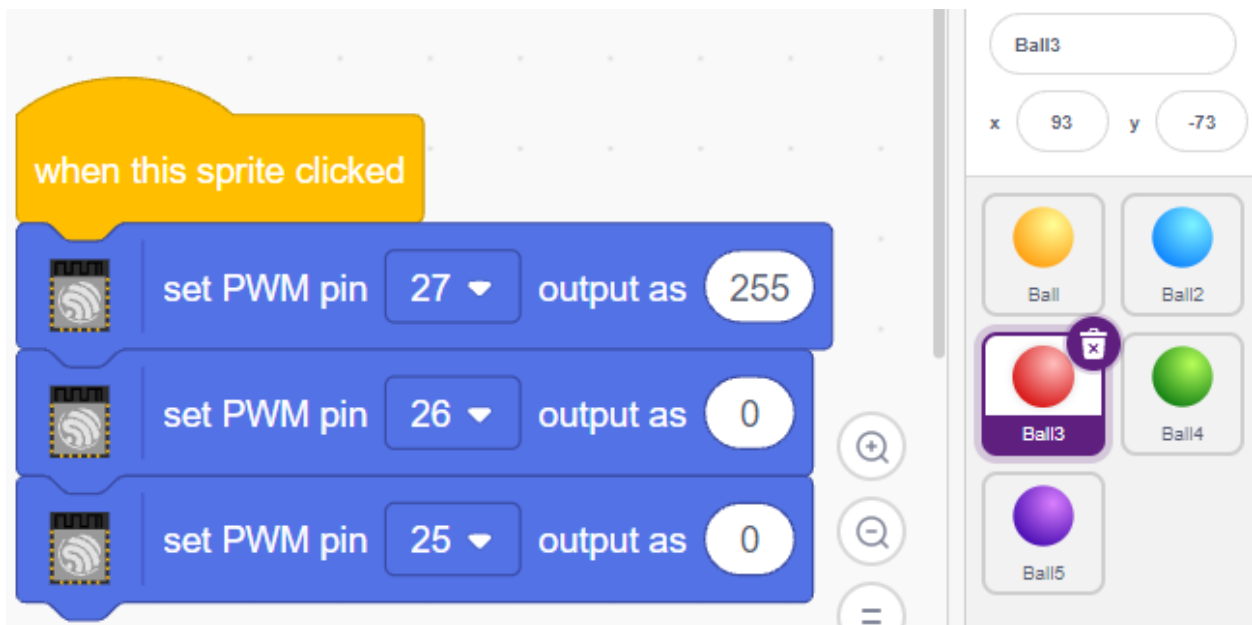 when this sprite clicked
set PWM pin 27 output as 255
set PWM pin 26 output as 0
set PWM pin 25 output as 0
Ball3
x 93 y -73
Ball Ball2
Ball3 Ball4
Ball5